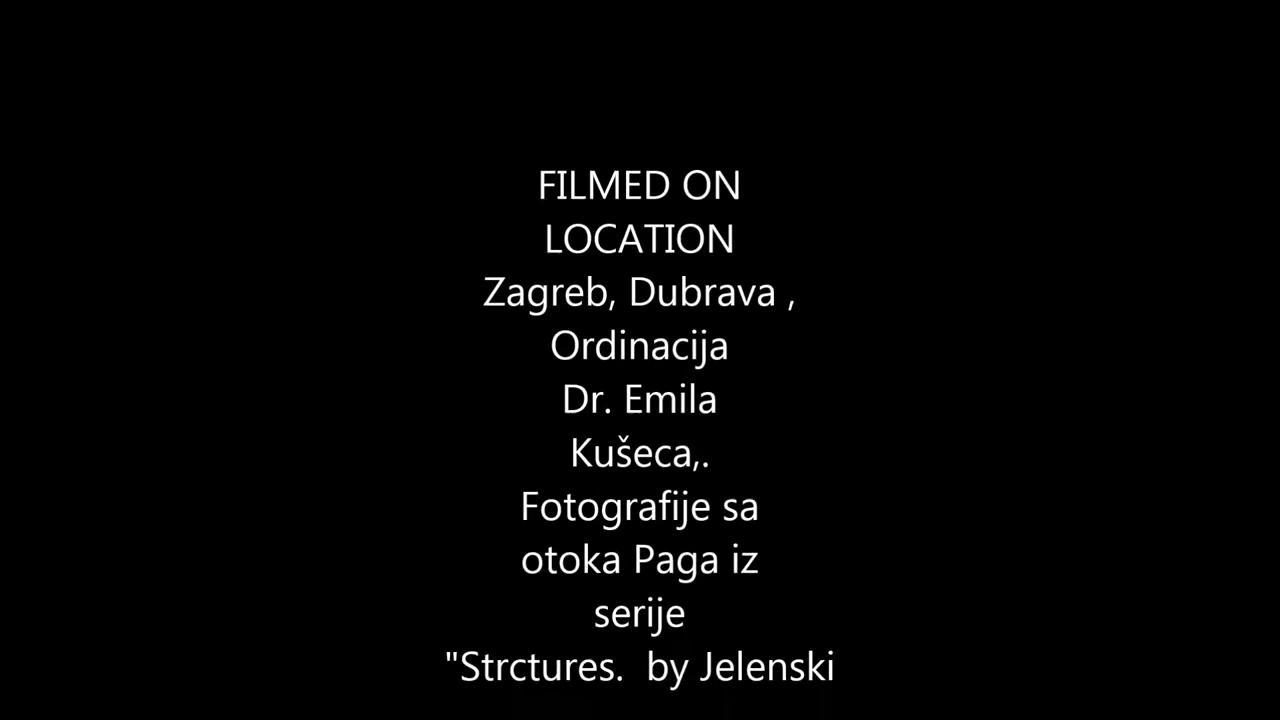 FILMED ON
LOCATION
Zagreb, Dubrava ,
Ordinacija
Dr. Emila
Kušeca,.
Fotografije sa
otoka Paga iz
serije
"Strctures.  by Jelenski